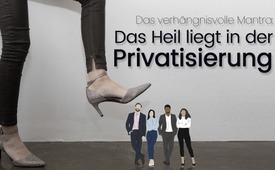 Das verhängnisvolle Mantra:
Das Heil liegt in der
Privatisierung